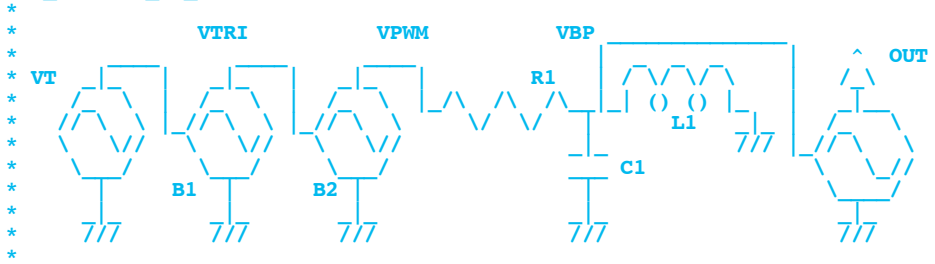 VTRI VPWM VBP
OUT
VT R1
L1
C1
B1 B2